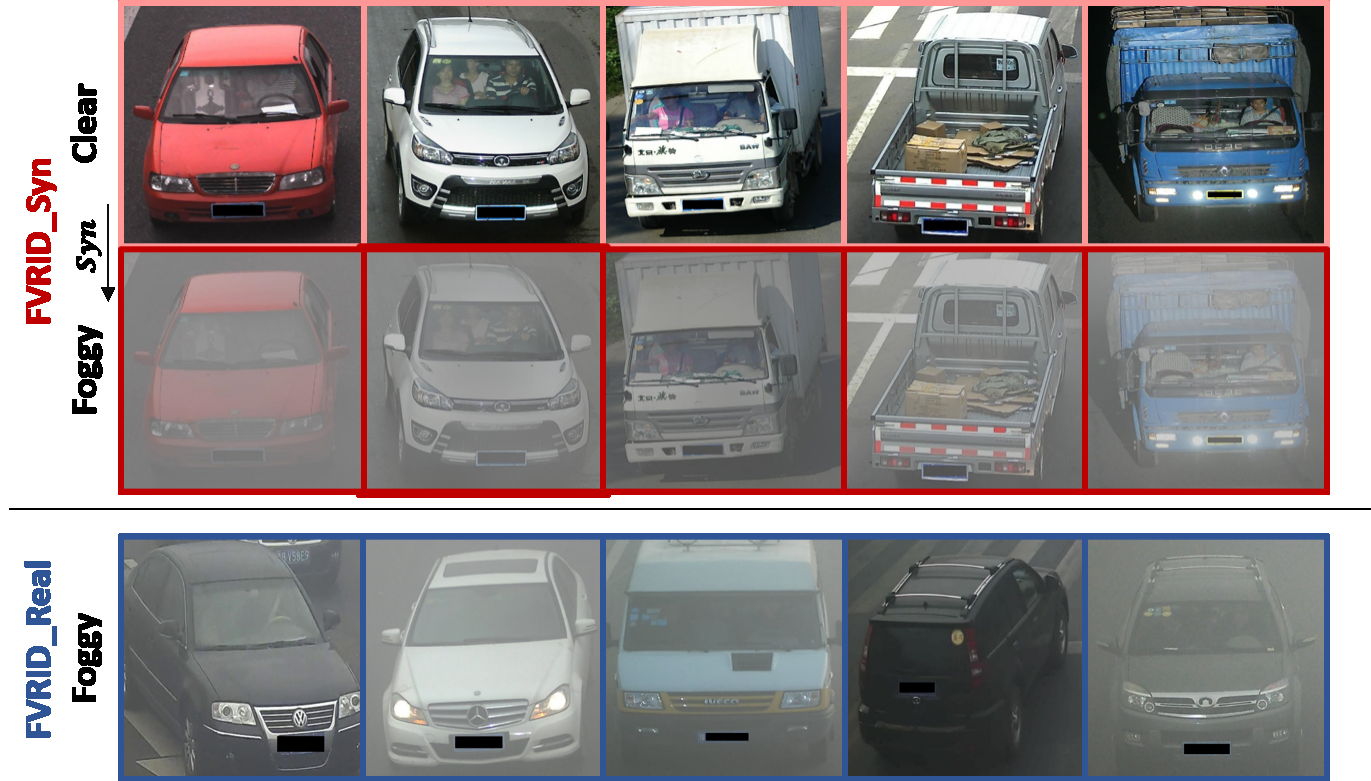 FVRID_Syn
Clear
Syn
Foggy
BAW
BAW
FVRID_Real
Foggy
IVECO